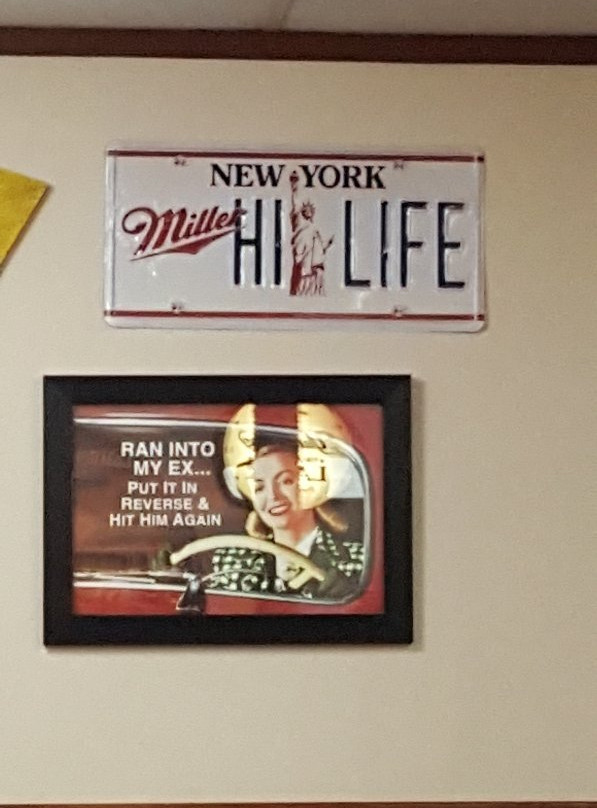 NEW YORK
Miller HI LIFE
RAN INTO
MY EX...
PUT IT IN
REVERSE &
HIT HIM AGAIN